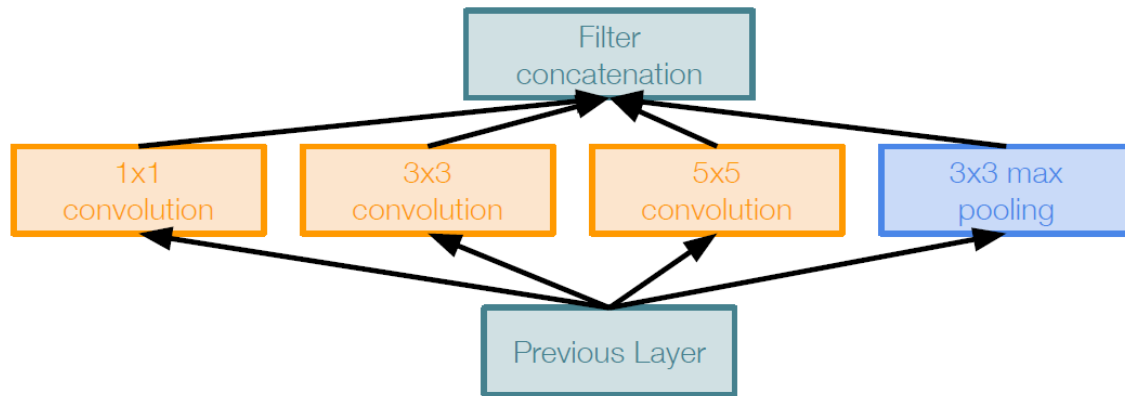 Filter
concatenation
1x1
convolution
3x3
convolution
5x5
convolution
3x3 max
pooling
Previous Layer